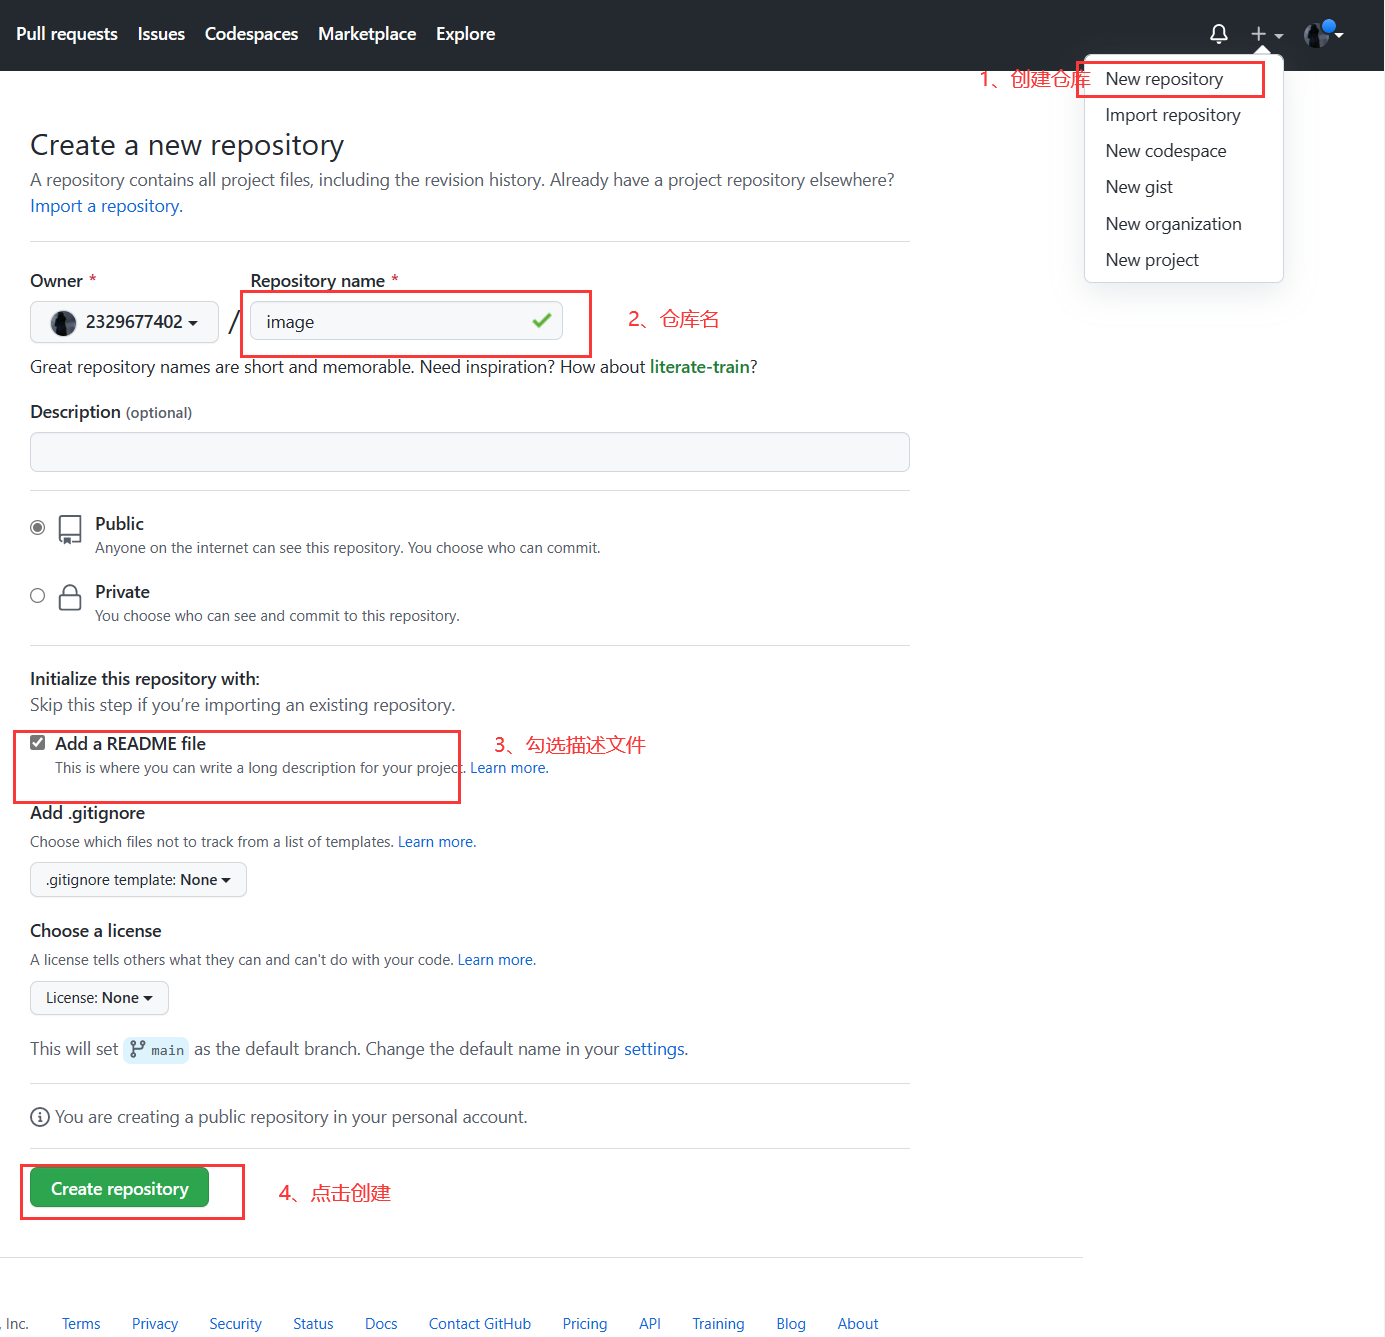 Pull requests Issues Codespaces Marketplace Explore
1、创建仓库
New repository
Import repository
New codespace
New gist
New organization
New project
Create a new repository
A repository contains all project files, including the revision history. Already have a project repository elsewhere?
Import a repository.
Owner * Repository name *
2329677402 / image
2、仓库名
Great repository names are short and memorable. Need inspiration? How about literate-train?
Description (optional)
Public
Anyone on the internet can see this repository. You choose who can commit.
Private
You choose who can see and commit to this repository.
Initialize this repository with:
Skip this step if you’re importing an existing repository.
Add a README file
3、勾选描述文件
This is where you can write a long description for your project. Learn more.
Add .gitignore
Choose which files not to track from a list of templates. Learn more.
.gitignore template: None
Choose a license
A license tells others what they can and can't do with your code. Learn more.
License: None
This will set main as the default branch. Change the default name in your settings.
You are creating a public repository in your personal account.
Create repository
4、点击创建
, Inc. Terms Privacy Security Status Docs Contact GitHub Pricing API Training Blog About